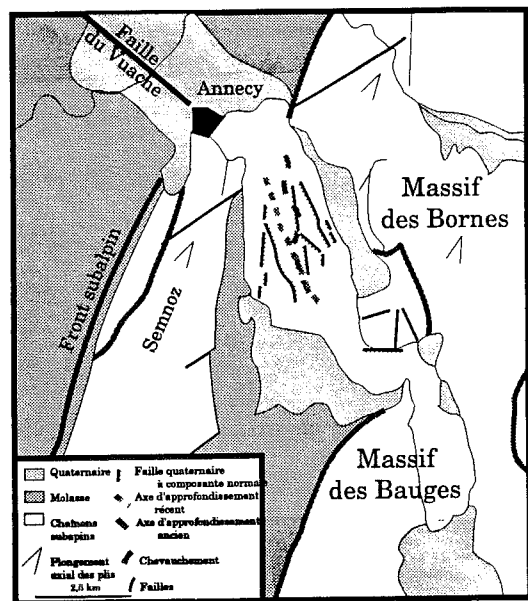 Faille
du Vuache
Annecy
Massif
des Bornes
Front subalpin
Semnoz
Massif
des Bauges
Quaternaire
Molasse
Chaînons
subalpins
Plongement
axial des plis
2,5 km
Faille quaternaire
à composante normale
Axe d'approfondissement
récent
Axe d'approfondissement
ancien
Chevauchement
Failles